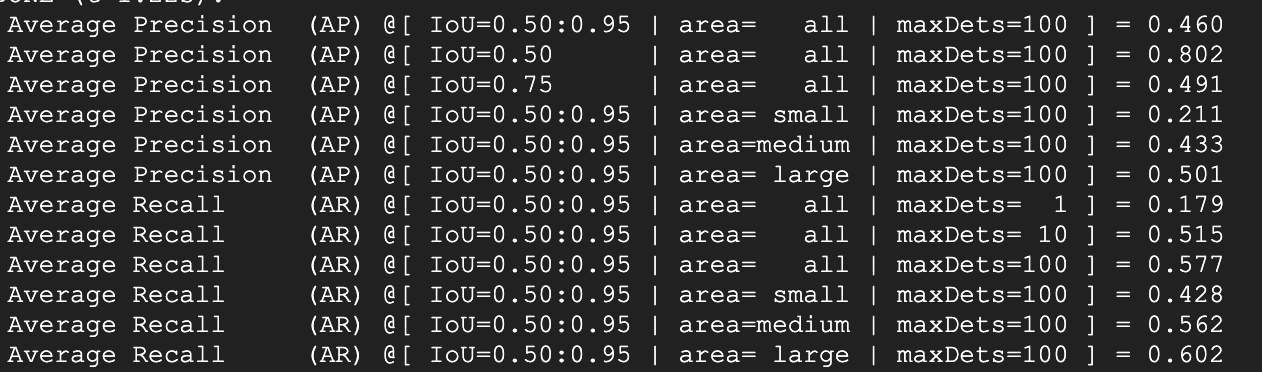 Average Precision  (AP) @[ IoU=0.50:0.95 | area=   all | maxDets=100 ] = 0.460
Average Precision  (AP) @[ IoU=0.50      | area=   all | maxDets=100 ] = 0.802
Average Precision  (AP) @[ IoU=0.75      | area=   all | maxDets=100 ] = 0.491
Average Precision  (AP) @[ IoU=0.50:0.95 | area= small | maxDets=100 ] = 0.211
Average Precision  (AP) @[ IoU=0.50:0.95 | area=medium | maxDets=100 ] = 0.433
Average Precision  (AP) @[ IoU=0.50:0.95 | area= large | maxDets=100 ] = 0.501
Average Recall     (AR) @[ IoU=0.50:0.95 | area=   all | maxDets=  1 ] = 0.179
Average Recall     (AR) @[ IoU=0.50:0.95 | area=   all | maxDets= 10 ] = 0.515
Average Recall     (AR) @[ IoU=0.50:0.95 | area=   all | maxDets=100 ] = 0.577
Average Recall     (AR) @[ IoU=0.50:0.95 | area= small | maxDets=100 ] = 0.428
Average Recall     (AR) @[ IoU=0.50:0.95 | area=medium | maxDets=100 ] = 0.562
Average Recall     (AR) @[ IoU=0.50:0.95 | area= large | maxDets=100 ] = 0.602